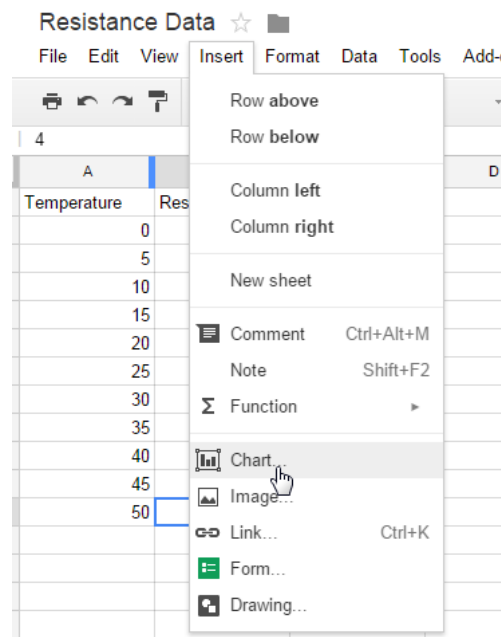 Resistance Data
File Edit View Insert Format Data Tools Add-
4
A D
Temperature Res
0
5
10
15
20
25
30
35
40
45
50
Row above
Row below
Column left
Column right
New sheet
Comment Ctrl+Alt+M
Note Shift+F2
Σ Function
Chart...
Image...
Link... Ctrl+K
Form...
Drawing...